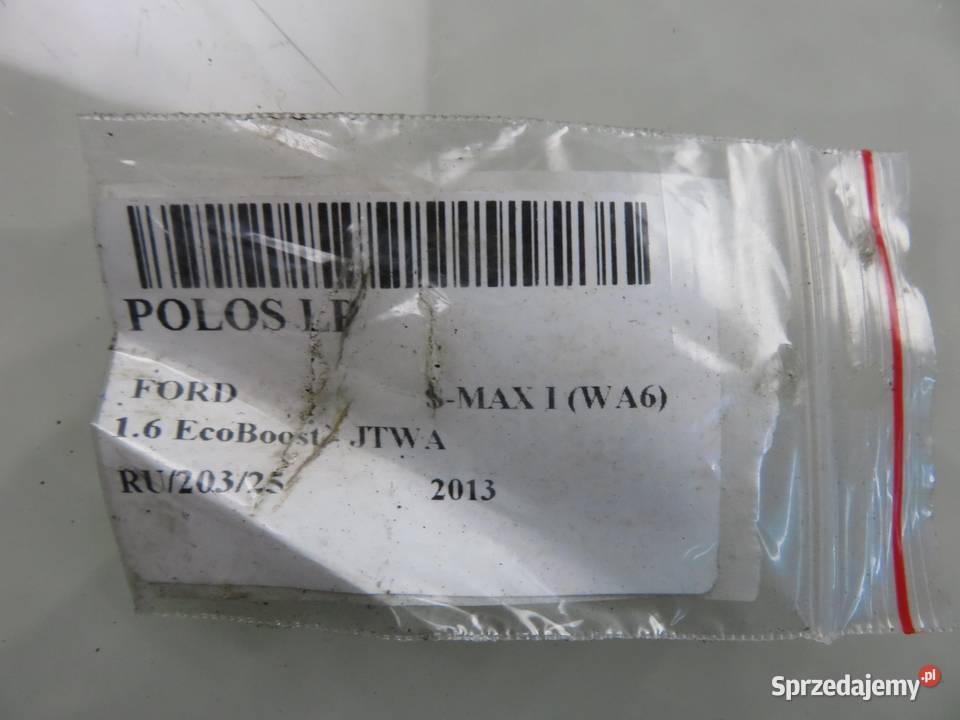 POLOS LP
FORD S-MAX I (WA6)
1.6 EcoBoost - JTWA
RU/203/25 2013
Sprzedajemy.pl